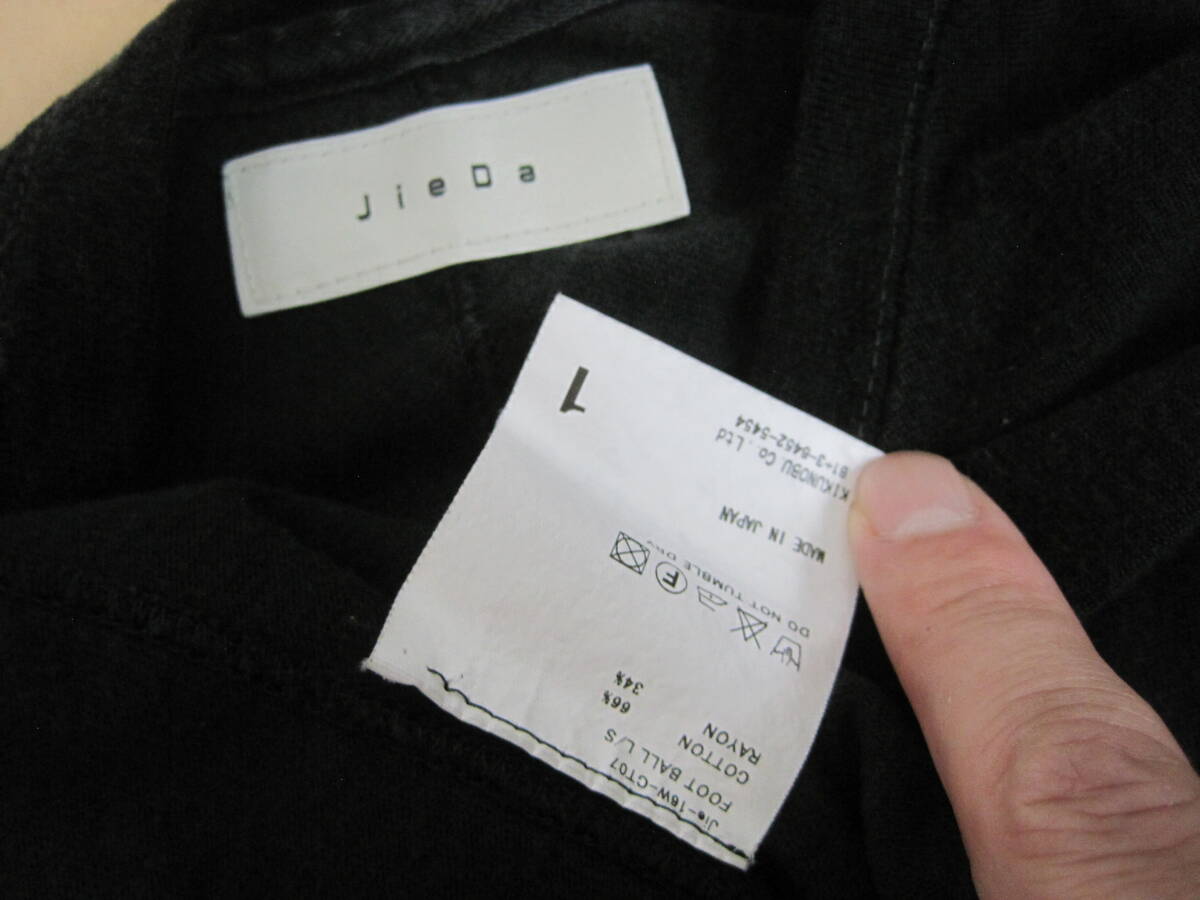 JieDa
Jie-16W-CT07
FOOT BALL L/S
COTTON 66%
RAYON 34%
DO NOT TUMBLE DRY
F
MADE IN JAPAN
KIKUNOBU Co.,Ltd
81+3-6452-5454
1